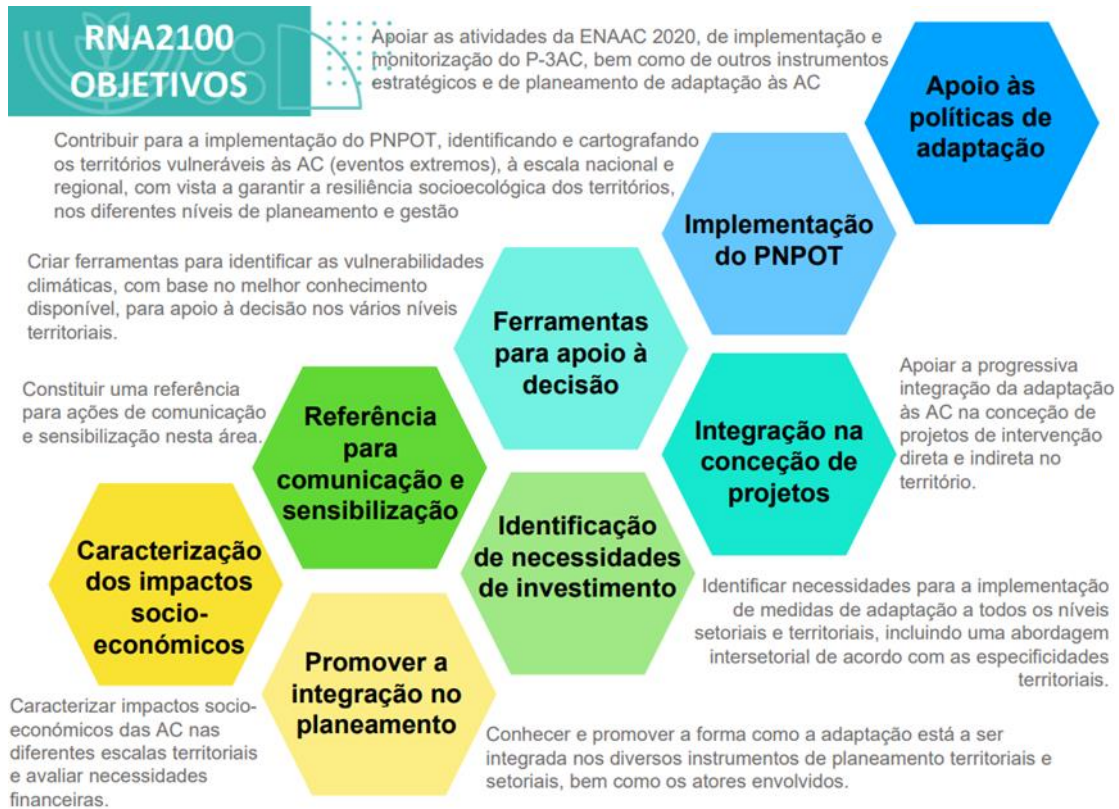 RNA2100
OBJETIVOS
Apoiar as atividades da ENAAC 2020, de implementação e
monitorização do P-3AC, bem como de outros instrumentos
estratégicos e de planeamento de adaptação às AC
Apoio às
políticas de
adaptação
Contribuir para a implementação do PNPOT, identificando e cartografando
os territórios vulneráveis às AC (eventos extremos), à escala nacional e
regional, com vista a garantir a resiliência socioecológica dos territórios,
nos diferentes níveis de planeamento e gestão
Implementação
do PNPOT
Criar ferramentas para identificar as vulnerabilidades
climáticas, com base no melhor conhecimento
disponível, para apoio à decisão nos vários níveis
territoriais.
Ferramentas
para apoio à
decisão
Constituir uma referência
para ações de comunicação
e sensibilização nesta área.
Referência
para
comunicação e
sensibilização
Integração na
conceção de
projetos
Apoiar a progressiva
integração da adaptação
às AC na conceção de
projetos de intervenção
direta e indireta no
território.
Caracterização
dos impactos
socio-
económicos
Identificação
de necessidades
de investimento
Identificar necessidades para a implementação
de medidas de adaptação a todos os níveis
setoriais e territoriais, incluindo uma abordagem
intersetorial de acordo com as especificidades
territoriais.
Promover a
integração no
planeamento
Caracterizar impactos socio-
económicos das AC nas
diferentes escalas territoriais
e avaliar necessidades
financeiras.
Conhecer e promover a forma como a adaptação está a ser
integrada nos diversos instrumentos de planeamento territoriais e
setoriais, bem como os atores envolvidos.